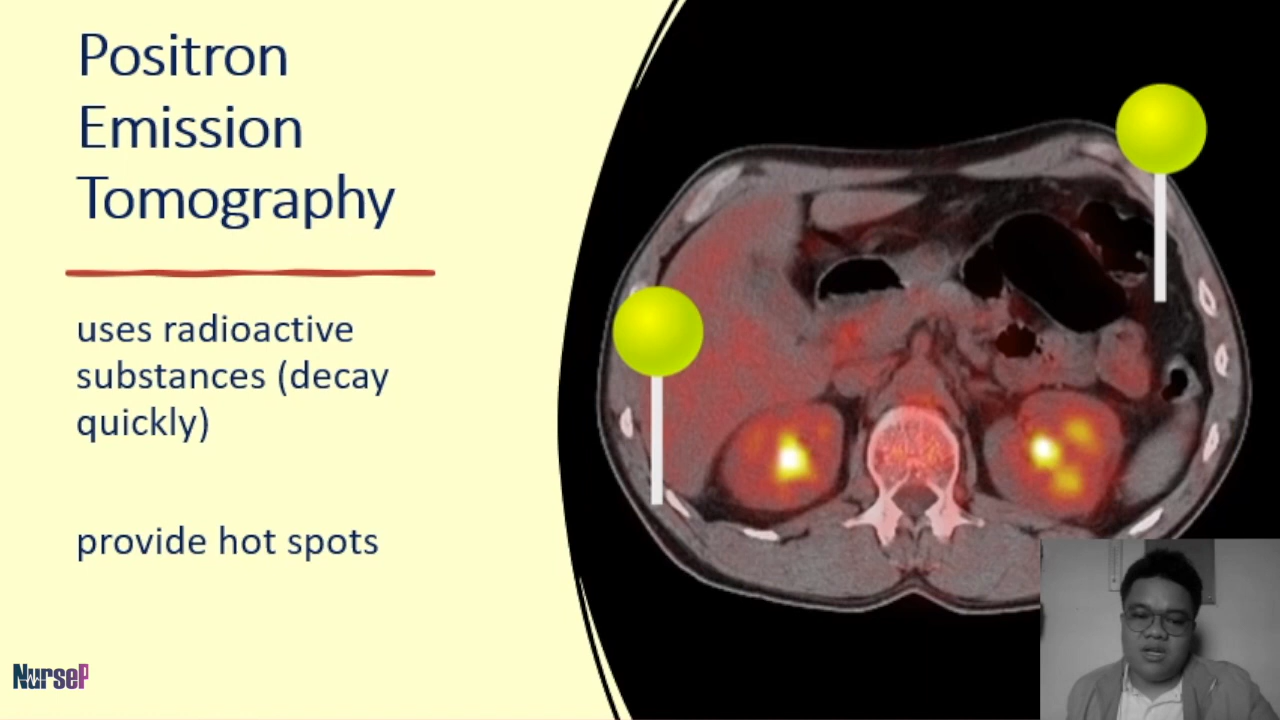 Positron
Emission
Tomography
uses radioactive
substances (decay
quickly)
provide hot spots
NurseP